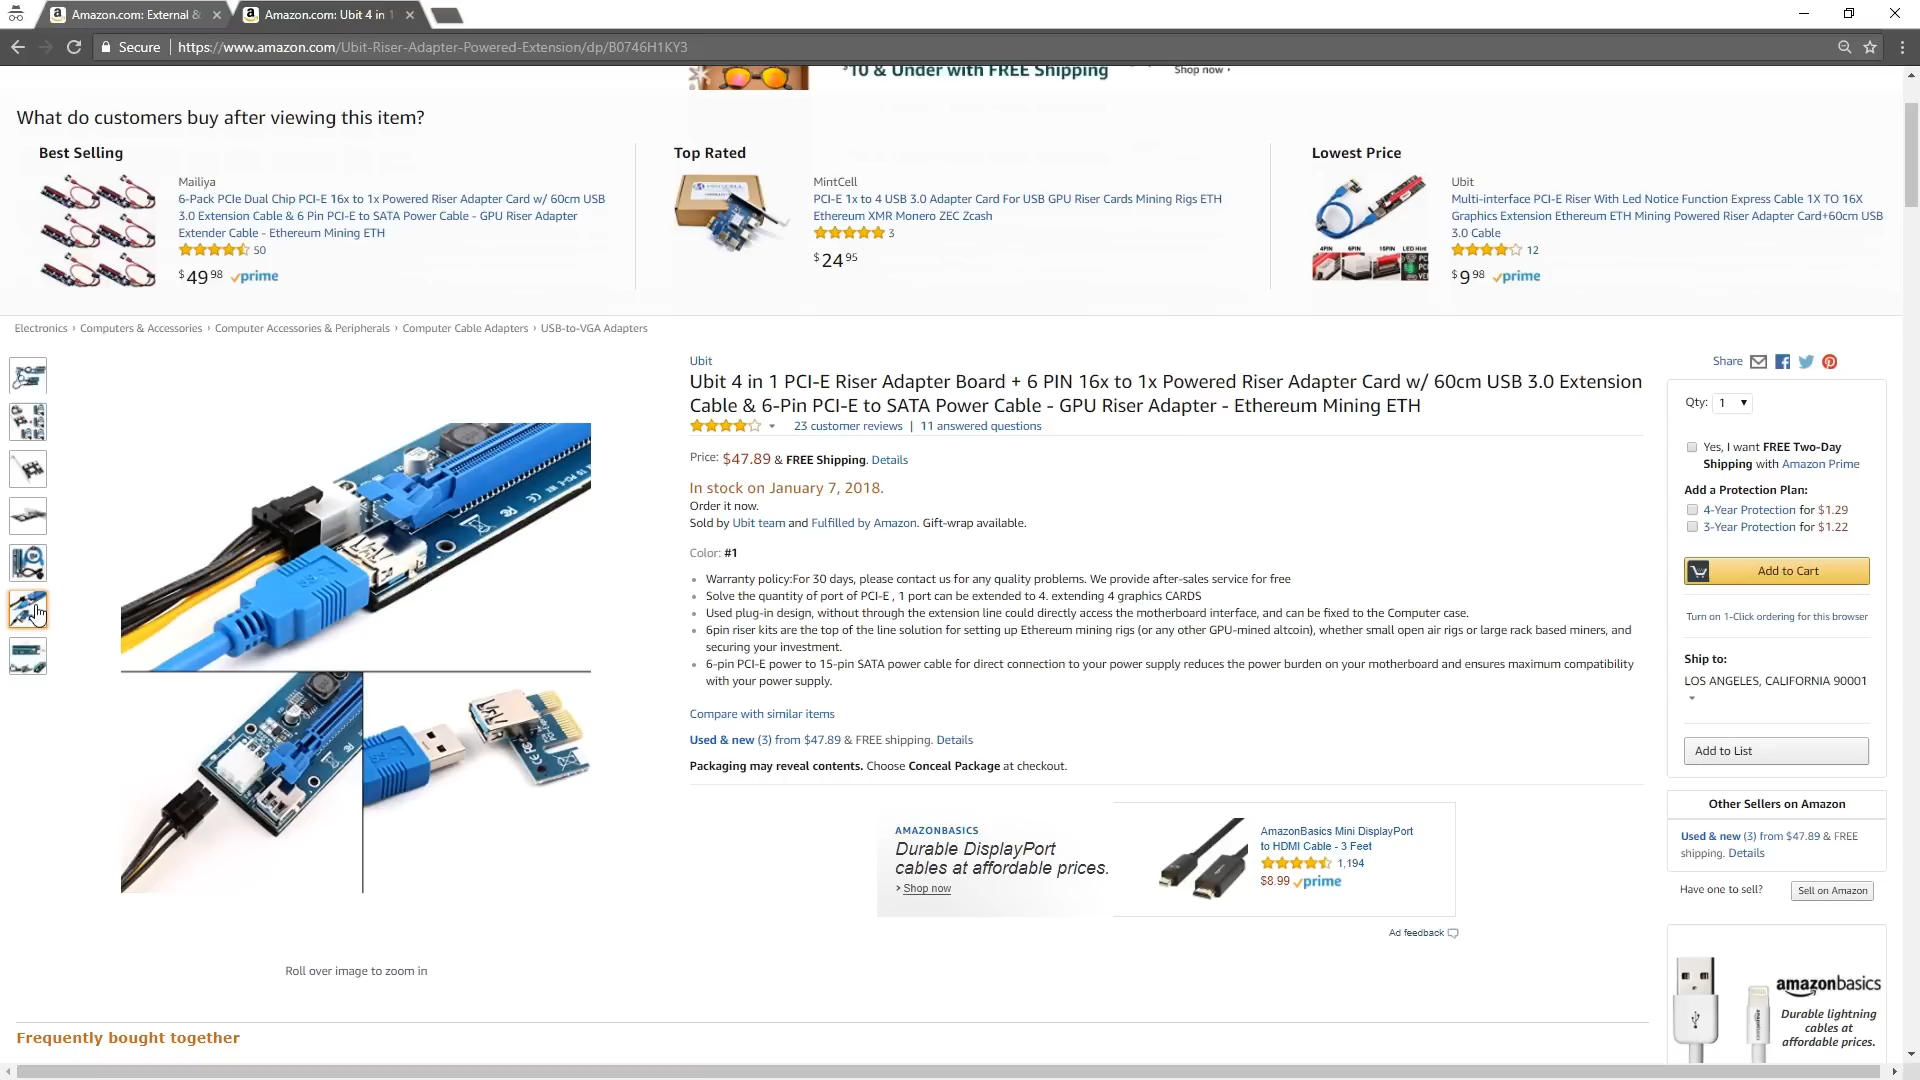 Amazon.com: External &
Amazon.com: Ubit 4 in 1
Secure
https://www.amazon.com/Ubit-Riser-Adapter-Powered-Extension/dp/B0746H1KY3
$10 & Under with FREE Shipping
Shop now ›
What do customers buy after viewing this item?
Best Selling
Mailiya
6-Pack PCIe Dual Chip PCI-E 16x to 1x Powered Riser Adapter Card w/ 60cm USB
3.0 Extension Cable & 6 Pin PCI-E to SATA Power Cable - GPU Riser Adapter
Extender Cable - Ethereum Mining ETH
50
$49 98 prime
Top Rated
MintCell
PCI-E 1x to 4 USB 3.0 Adapter Card For USB GPU Riser Cards Mining Rigs ETH
Ethereum XMR Monero ZEC Zcash
3
$24 95
Lowest Price
Ubit
Multi-interface PCI-E Riser With Led Notice Function Express Cable 1X TO 16X
Graphics Extension Ethereum ETH Mining Powered Riser Adapter Card+60cm USB
3.0 Cable
12
$9 98 prime
4PIN 6PIN 15PIN LED Hint
Electronics › Computers & Accessories › Computer Accessories & Peripherals › Computer Cable Adapters › USB-to-VGA Adapters
Ubit
Ubit 4 in 1 PCI-E Riser Adapter Board + 6 PIN 16x to 1x Powered Riser Adapter Card w/ 60cm USB 3.0 Extension
Cable & 6-Pin PCI-E to SATA Power Cable - GPU Riser Adapter - Ethereum Mining ETH
23 customer reviews | 11 answered questions
Price: $47.89 & FREE Shipping. Details
In stock on January 7, 2018.
Order it now.
Sold by Ubit team and Fulfilled by Amazon. Gift-wrap available.
Color: #1
Warranty policy:For 30 days, please contact us for any quality problems. We provide after-sales service for free
Solve the quantity of port of PCI-E , 1 port can be extended to 4. extending 4 graphics CARDS
Used plug-in design, without through the extension line could directly access the motherboard interface, and can be fixed to the Computer case.
6pin riser kits are the top of the line solution for setting up Ethereum mining rigs (or any other GPU-mined altcoin), whether small open air rigs or large rack based miners, and
securing your investment.
6-pin PCI-E power to 15-pin SATA power cable for direct connection to your power supply reduces the power burden on your motherboard and ensures maximum compatibility
with your power supply.
Compare with similar items
Used & new (3) from $47.89 & FREE shipping. Details
Packaging may reveal contents. Choose Conceal Package at checkout.
AMAZONBASICS
Durable DisplayPort
cables at affordable prices.
› Shop now
AmazonBasics Mini DisplayPort
to HDMI Cable - 3 Feet
1,194
$8.99 prime
Ad feedback
Roll over image to zoom in
Frequently bought together
Share
Qty: 1
Yes, I want FREE Two-Day
Shipping with Amazon Prime
Add a Protection Plan:
4-Year Protection for $1.29
3-Year Protection for $1.22
Add to Cart
Turn on 1-Click ordering for this browser
Ship to:
LOS ANGELES, CALIFORNIA 90001
Add to List
Other Sellers on Amazon
Used & new (3) from $47.89 & FREE
shipping. Details
Have one to sell?
Sell on Amazon
amazonbasics
Durable lightning
cables at
affordable prices.